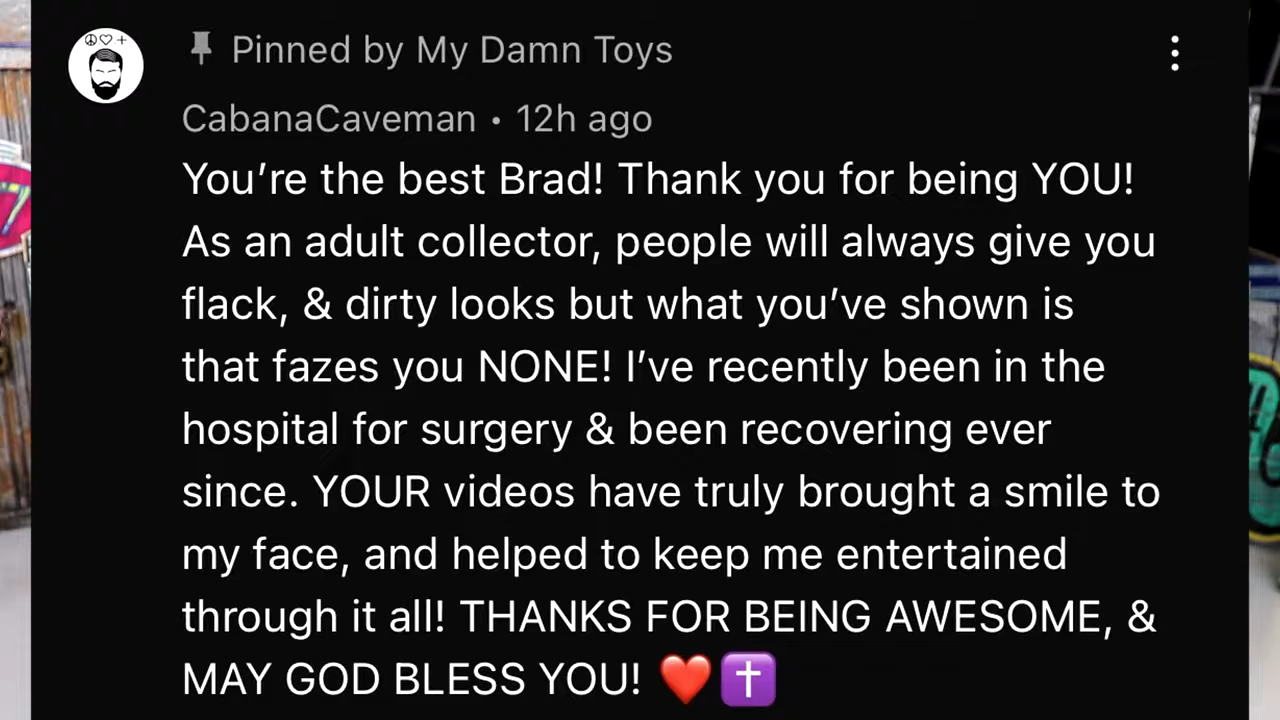 Pinned by My Damn Toys
CabanaCaveman • 12h ago
You’re the best Brad! Thank you for being YOU!
As an adult collector, people will always give you
flack, & dirty looks but what you’ve shown is
that fazes you NONE! I’ve recently been in the
hospital for surgery & been recovering ever
since. YOUR videos have truly brought a smile to
my face, and helped to keep me entertained
through it all! THANKS FOR BEING AWESOME, &
MAY GOD BLESS YOU! ❤️✝️